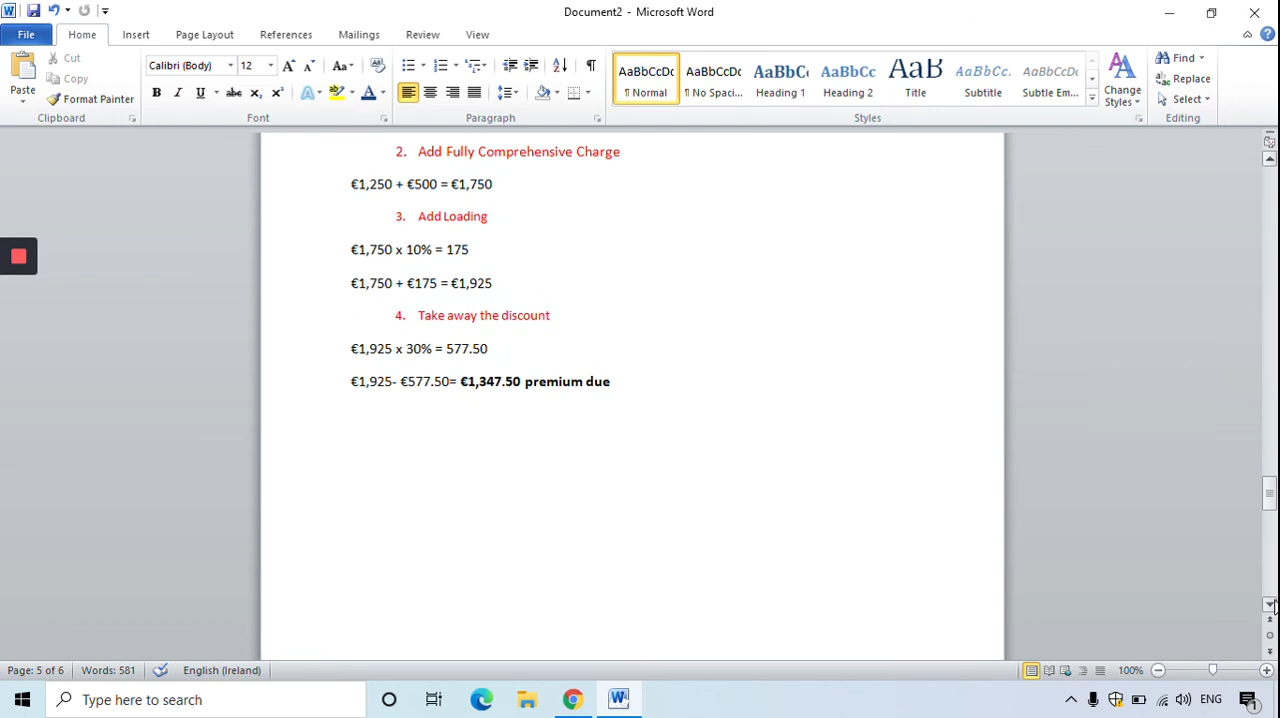 Document2 - Microsoft Word
File Home Insert Page Layout References Mailings Review View
Paste
Cut
Copy
Format Painter
Clipboard
Calibri (Body) 12
Font
Paragraph
AaBbCcDc AaBbCcDc AaBbC AaBbCc AaB AaBbCc. AaBbCcDc
¶ Normal ¶ No Spaci... Heading 1 Heading 2 Title Subtitle Subtle Em...
Change Styles
Styles
Find
Replace
Select
Editing
2. Add Fully Comprehensive Charge
€1,250 + €500 = €1,750
3. Add Loading
€1,750 x 10% = 175
€1,750 + €175 = €1,925
4. Take away the discount
€1,925 x 30% = 577.50
€1,925- €577.50= €1,347.50 premium due
Page: 5 of 6 Words: 581 English (Ireland) 100%
Type here to search ENG